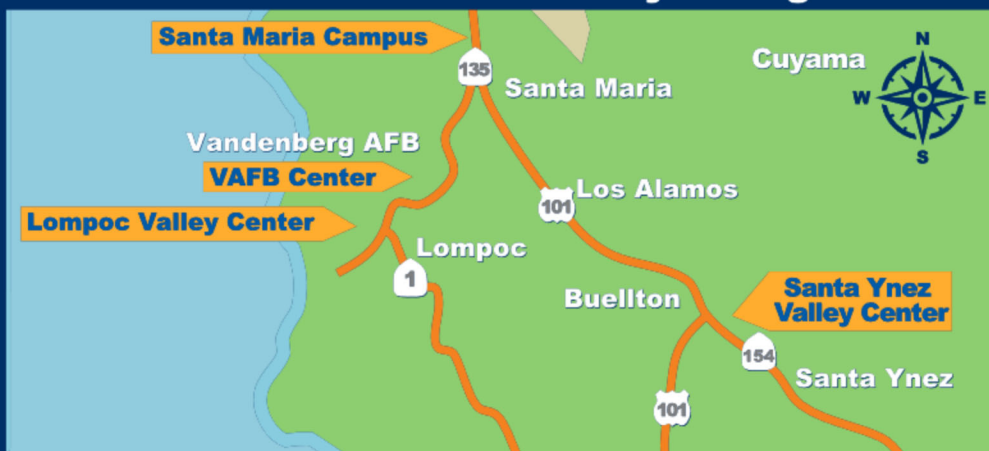 Santa Maria Campus
135
Santa Maria
Cuyama
N
W
E
S
Vandenberg AFB
VAFB Center
Los Alamos
101
Lompoc Valley Center
Lompoc
1
Buellton
Santa Ynez
Valley Center
154
Santa Ynez
101